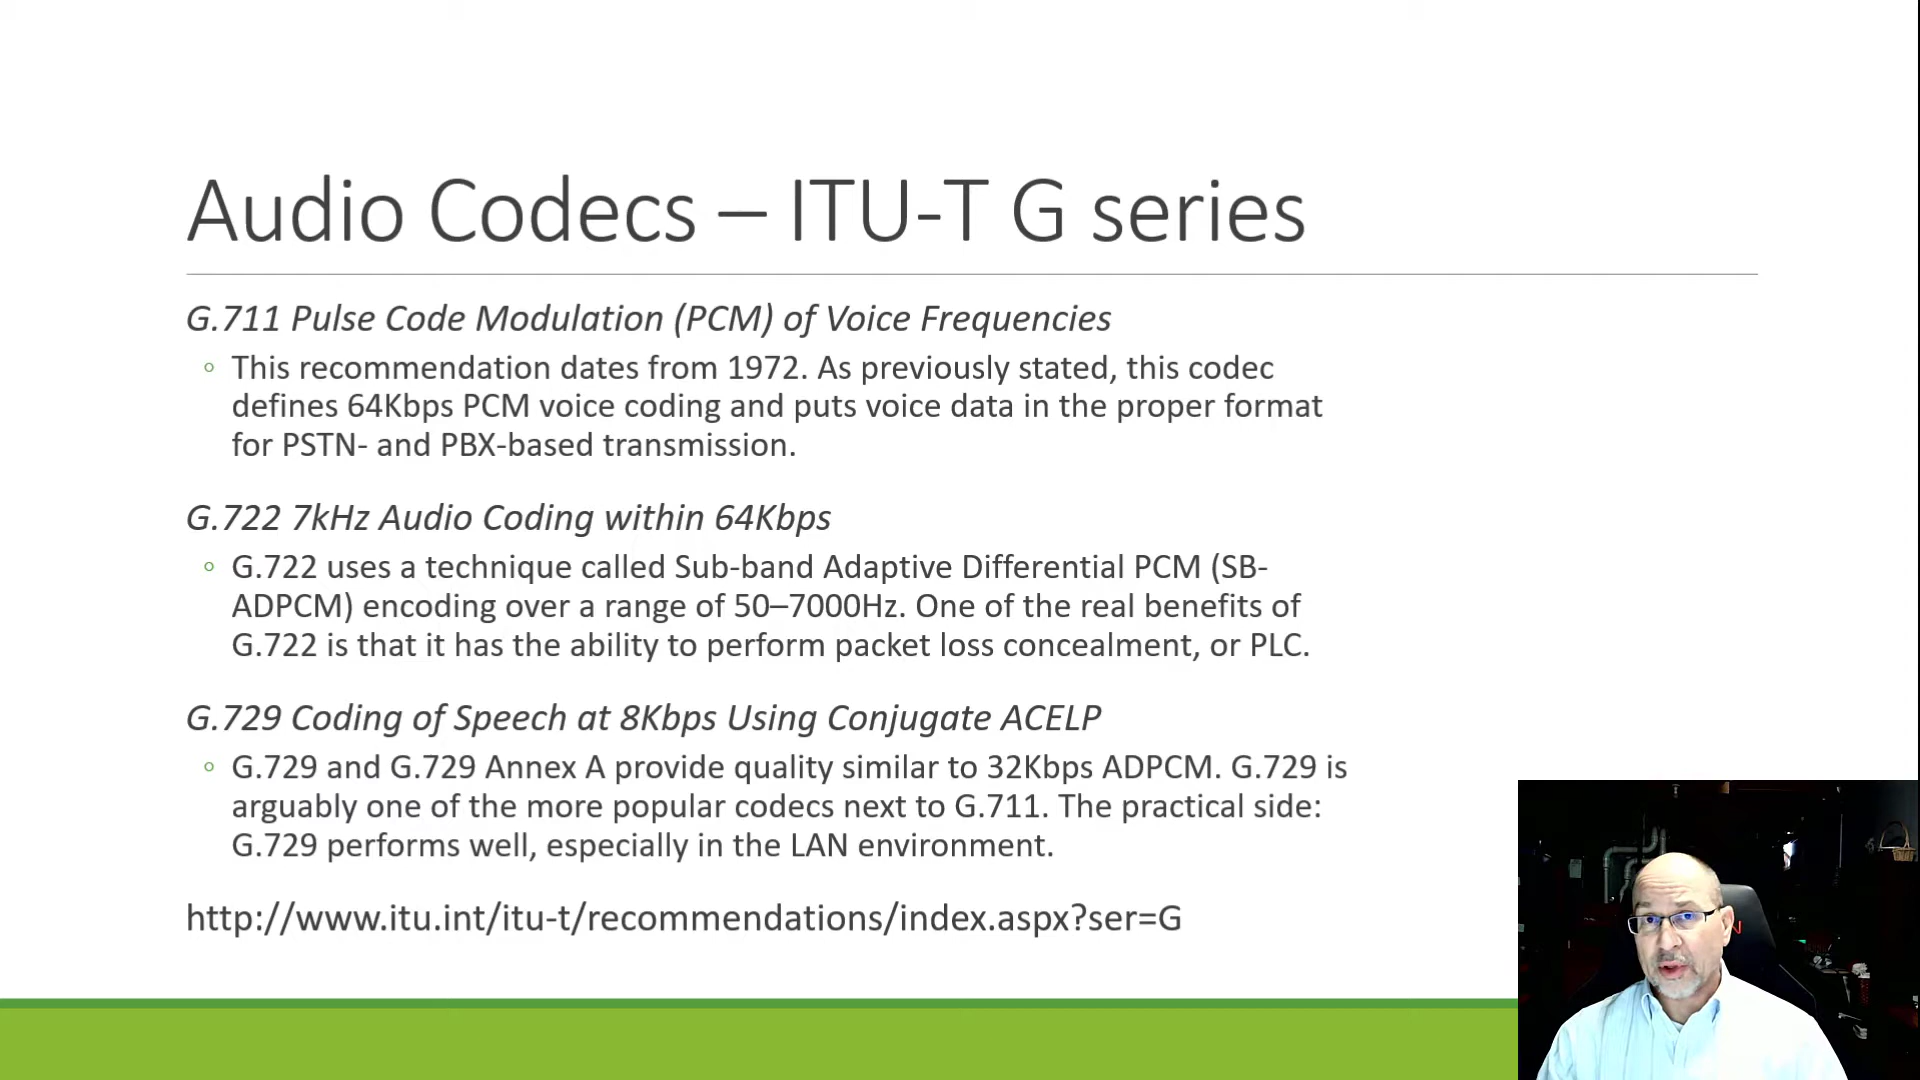 Audio Codecs – ITU-T G series
G.711 Pulse Code Modulation (PCM) of Voice Frequencies
◦ This recommendation dates from 1972. As previously stated, this codec
defines 64Kbps PCM voice coding and puts voice data in the proper format
for PSTN- and PBX-based transmission.
G.722 7kHz Audio Coding within 64Kbps
◦ G.722 uses a technique called Sub-band Adaptive Differential PCM (SB-
ADPCM) encoding over a range of 50–7000Hz. One of the real benefits of
G.722 is that it has the ability to perform packet loss concealment, or PLC.
G.729 Coding of Speech at 8Kbps Using Conjugate ACELP
◦ G.729 and G.729 Annex A provide quality similar to 32Kbps ADPCM. G.729 is
arguably one of the more popular codecs next to G.711. The practical side:
G.729 performs well, especially in the LAN environment.
http://www.itu.int/itu-t/recommendations/index.aspx?ser=G